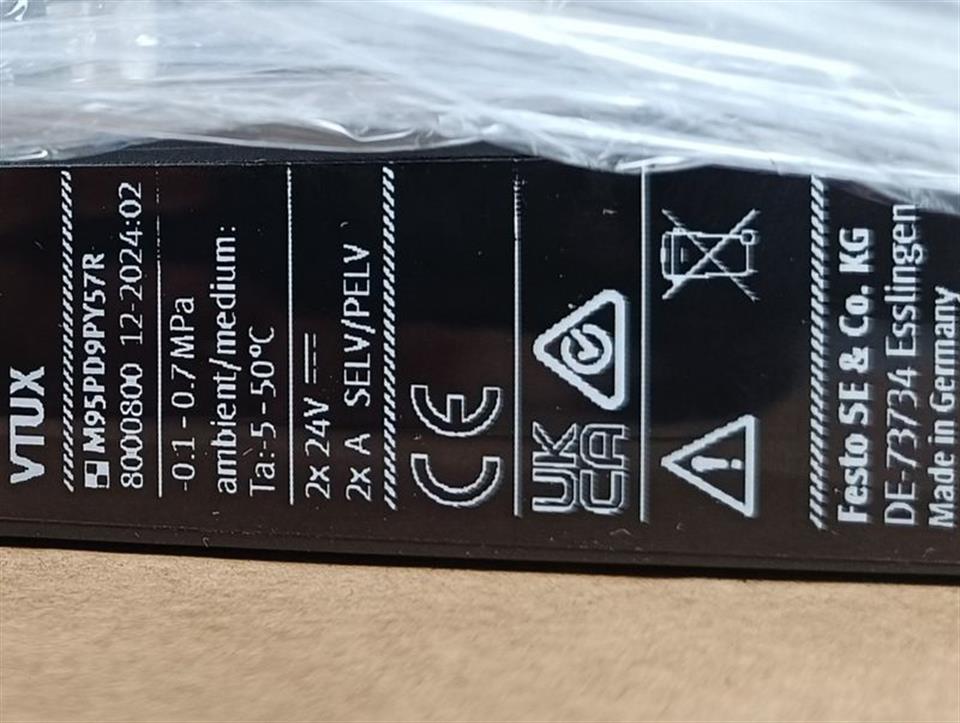 VTUX
M95PD9PY57R
8000800 12-2024:02
-0.1-0.7 MPa
ambient/medium:
Ta:-5-50°C
2x 24V
2x A SELV/PELV
CE
UK
CA
Festo SE & Co. KG
DE-73734 Esslingen
Made in Germany